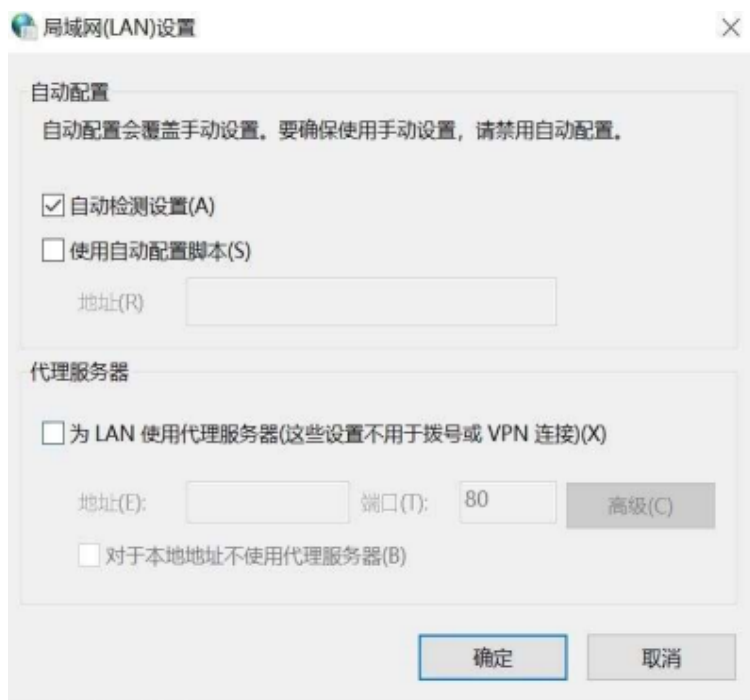 局域网(LAN)设置
自动配置
自动配置会覆盖手动设置。要确保使用手动设置，请禁用自动配置。
自动检测设置(A)
使用自动配置脚本(S)
地址(R)
代理服务器
为 LAN 使用代理服务器(这些设置不用于拨号或 VPN 连接)(X)
地址(E): 端口(T): 80 高级(C)
对于本地地址不使用代理服务器(B)
确定 取消